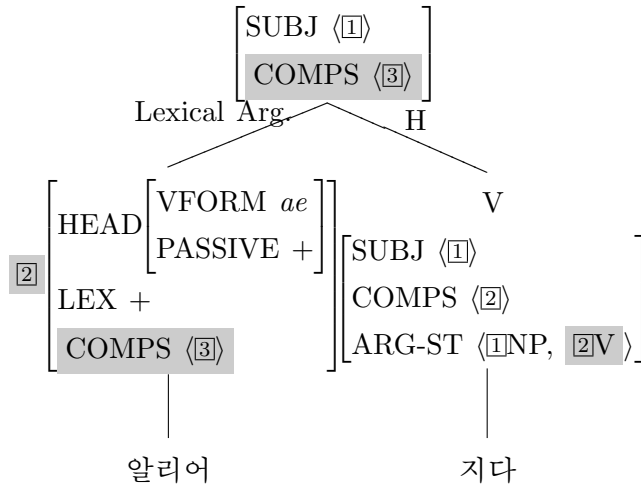 SUBJ ⟨1⟩
COMPS ⟨3⟩
Lexical Arg.
H
2
HEAD
VFORM ae
PASSIVE +
LEX +
COMPS ⟨3⟩
V
SUBJ ⟨1⟩
COMPS ⟨2⟩
ARG-ST ⟨1NP, 2V⟩
알리어
지다